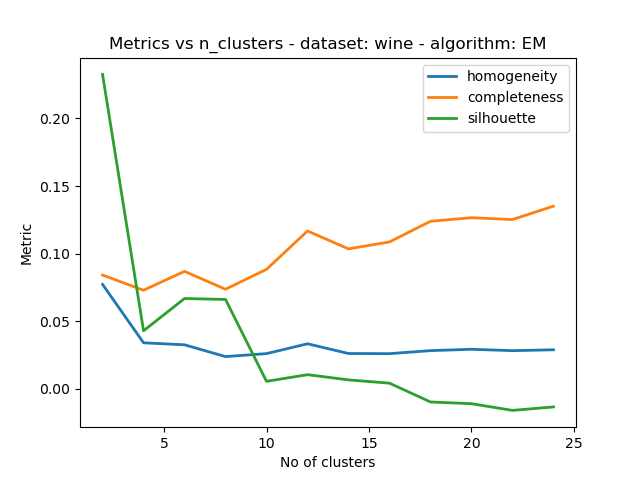 Metrics vs n_clusters - dataset: wine - algorithm: EM
homogeneity
completeness
silhouette
Metric
0.20
0.15
0.10
0.05
0.00
5
10
15
20
25
No of clusters